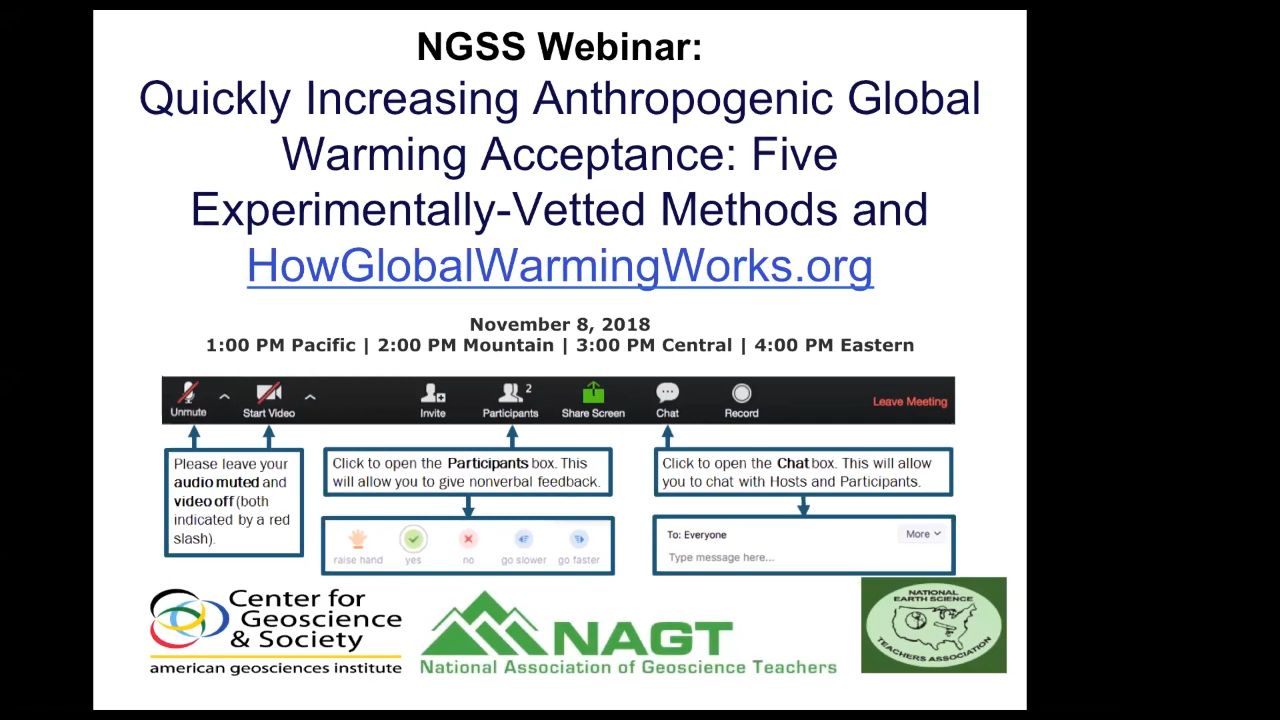 NGSS Webinar:
Quickly Increasing Anthropogenic Global
Warming Acceptance: Five
Experimentally-Vetted Methods and
HowGlobalWarmingWorks.org
November 8, 2018
1:00 PM Pacific | 2:00 PM Mountain | 3:00 PM Central | 4:00 PM Eastern
Unmute
Start Video
Invite
2
Participants
Share Screen
Chat
Record
Leave Meeting
Please leave your
audio muted and
video off (both
indicated by a red
slash).
Click to open the Participants box. This
will allow you to give nonverbal feedback.
raise hand
yes
no
go slower
go faster
Click to open the Chat box. This will allow
you to chat with Hosts and Participants.
To: Everyone
More
Type message here...
Center for
Geoscience
& Society
american geosciences institute
NAGT
National Association of Geoscience Teachers
NATIONAL
EARTH SCIENCE
TEACHERS ASSOCIATION